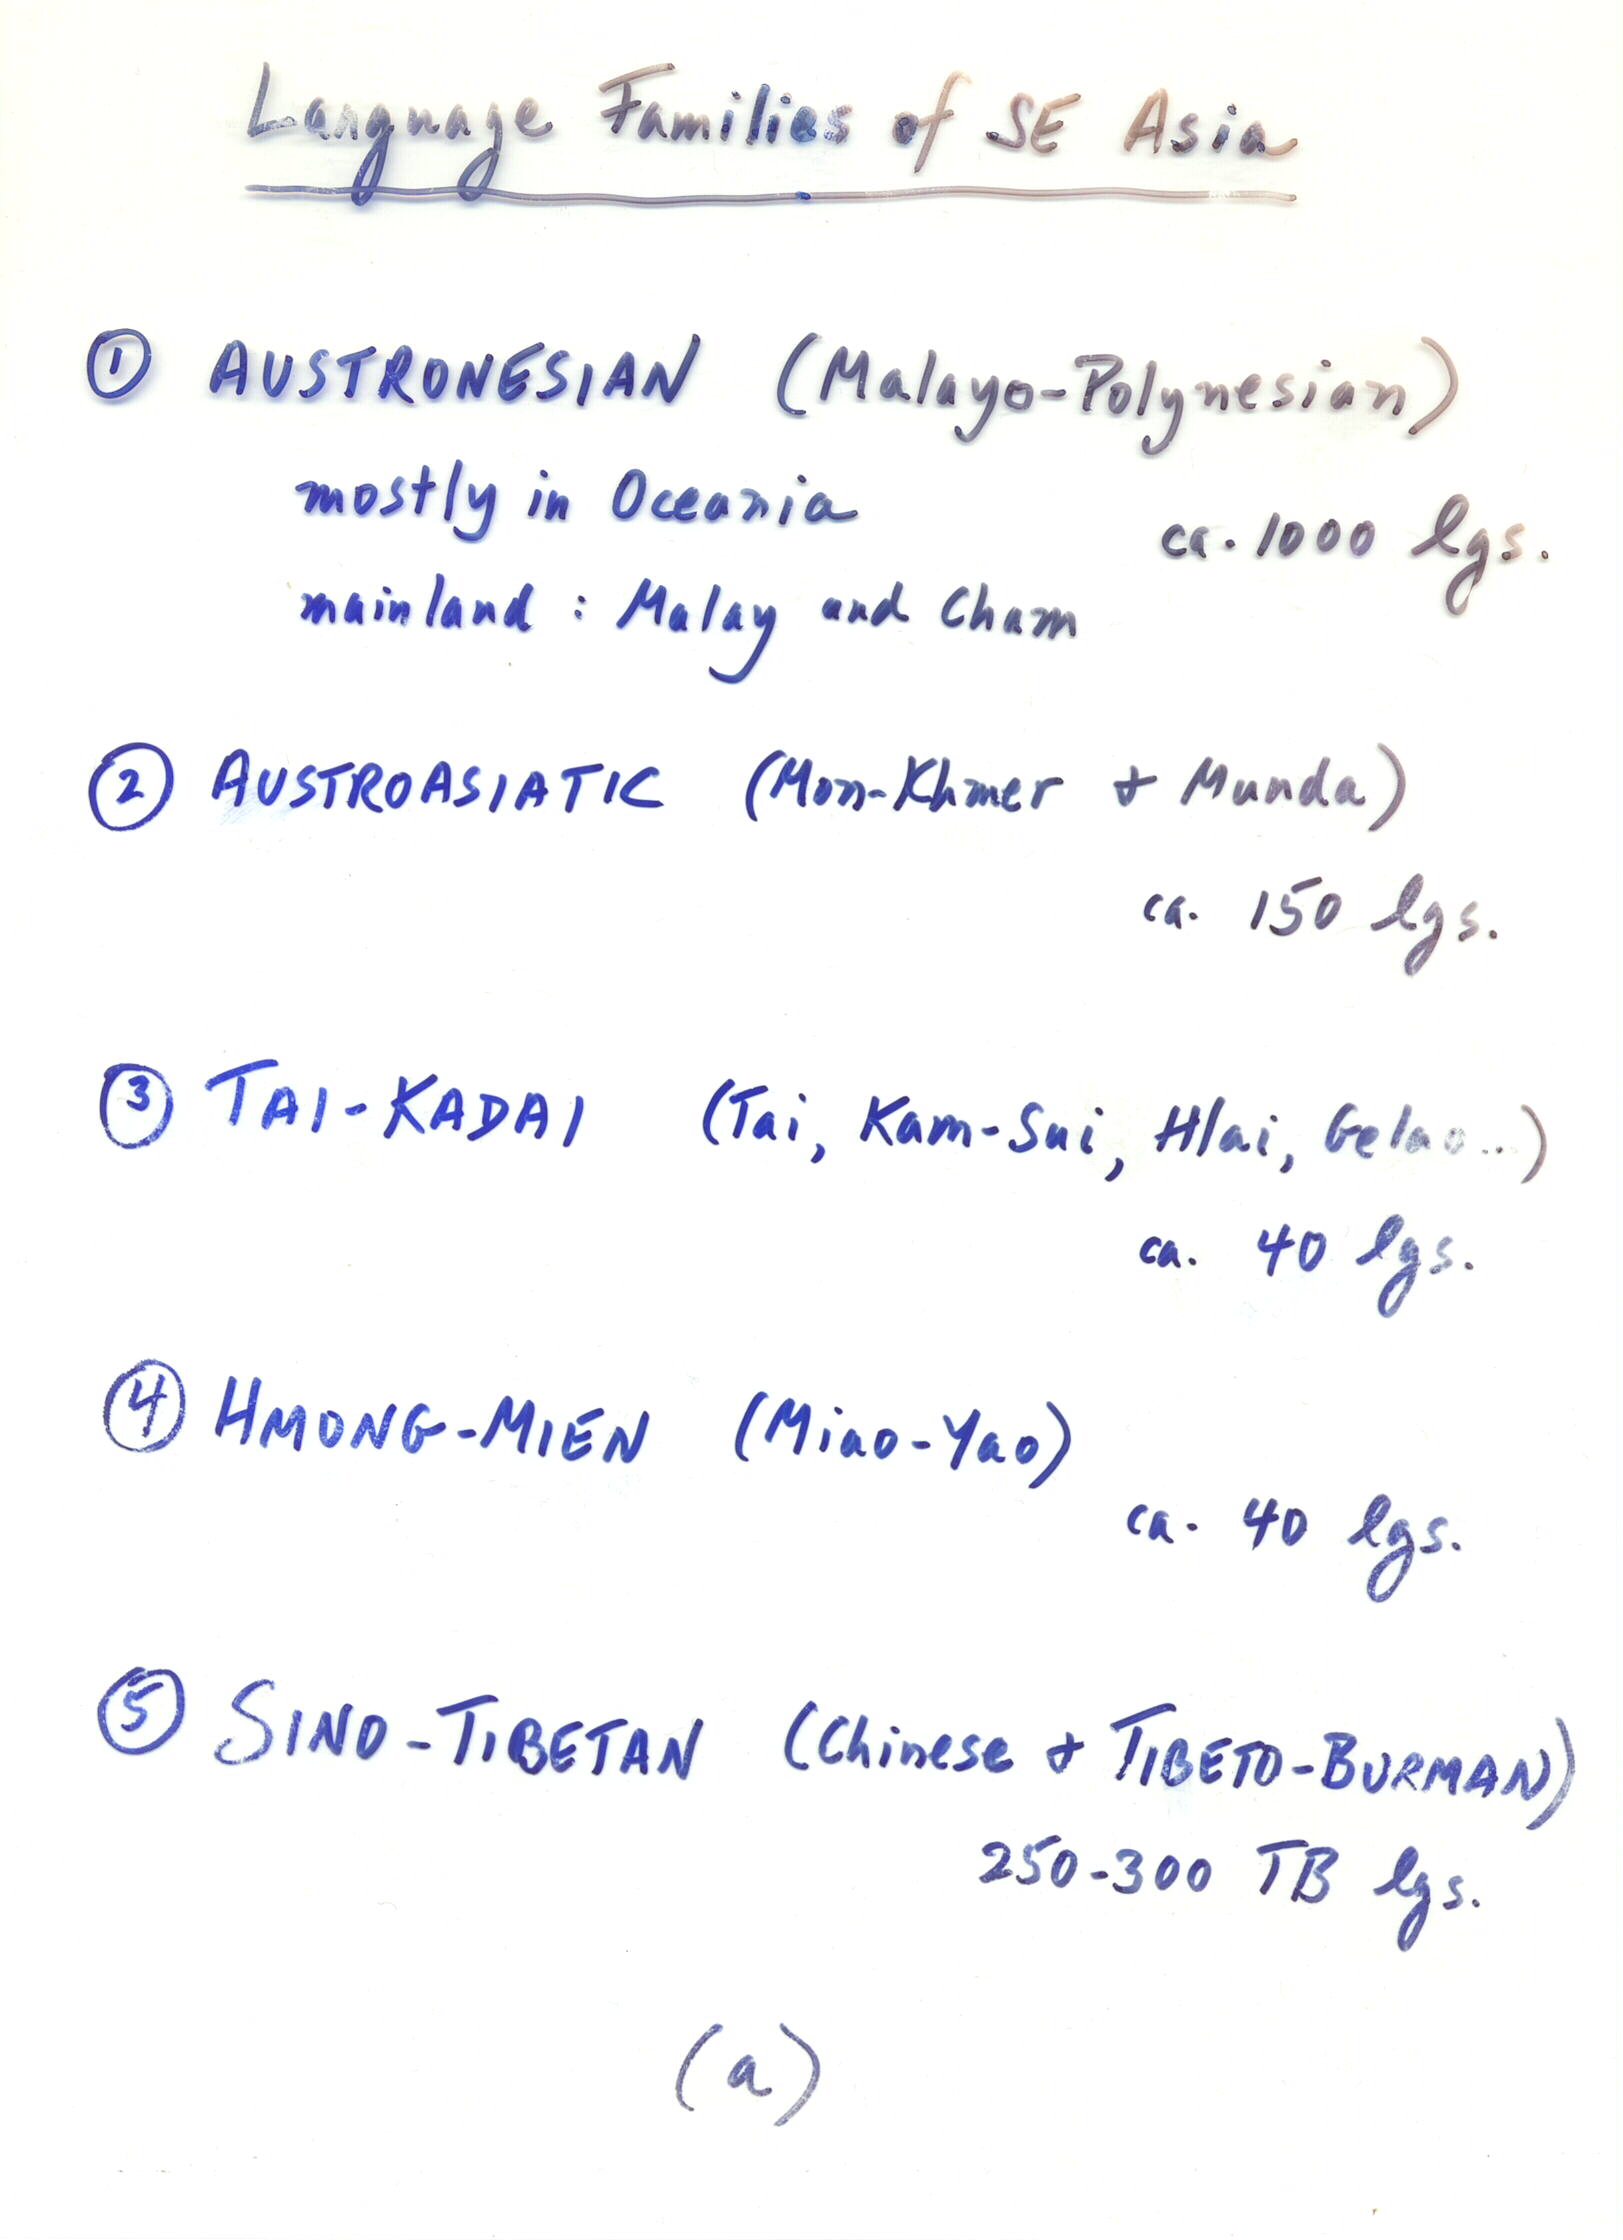 Language Families of SE Asia
① AUSTRONESIAN (Malayo-Polynesian)
mostly in Oceania
ca. 1000 lgs.
mainland : Malay and Cham
② AUSTROASIATIC (Mon-Khmer + Munda)
ca. 150 lgs.
③ TAI-KADAI (Tai, Kam-Sui, Hlai, Gelao...)
ca. 40 lgs.
④ HMONG-MIEN (Miao-Yao)
ca. 40 lgs.
⑤ SINO-TIBETAN (Chinese + TIBETO-BURMAN)
250-300 TB lgs.
(a)